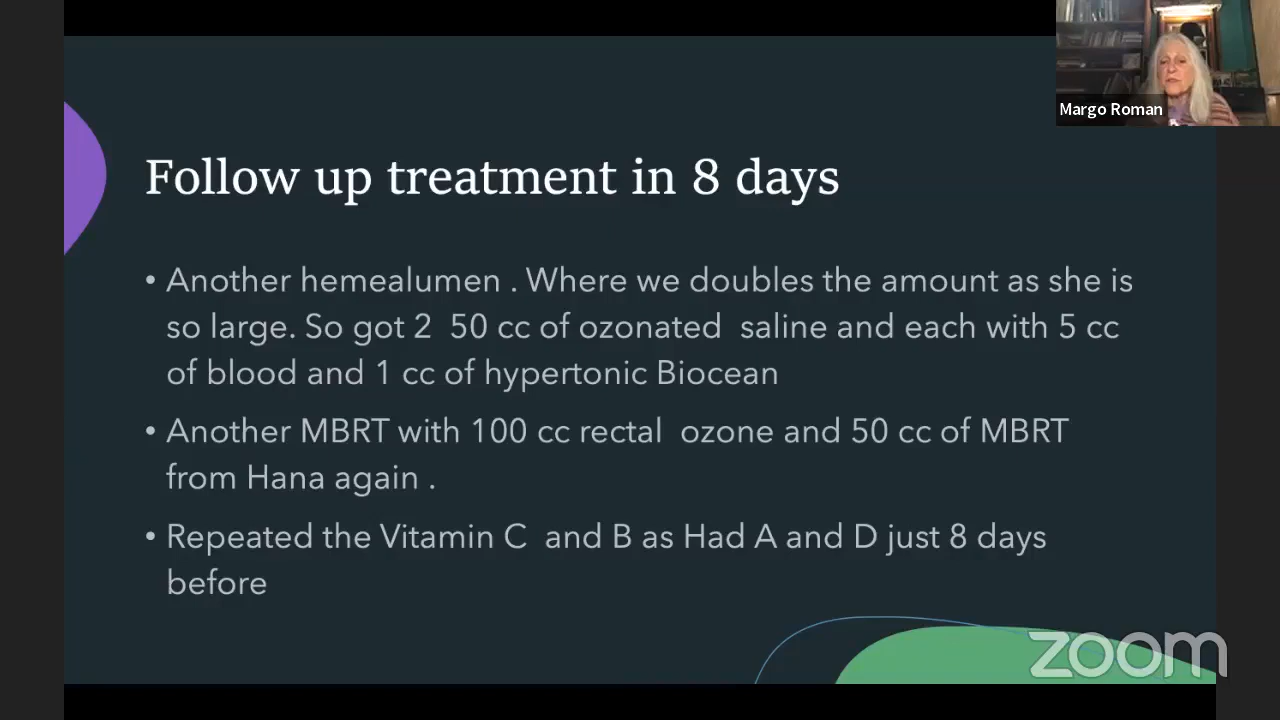 Margo Roman
Follow up treatment in 8 days
• Another hemealumen . Where we doubles the amount as she is
so large. So got 2  50 cc of ozonated  saline and each with 5 cc
of blood and 1 cc of hypertonic Biocean
• Another MBRT with 100 cc rectal  ozone and 50 cc of MBRT
from Hana again .
• Repeated the Vitamin C  and B as Had A and D just 8 days
before
zoom